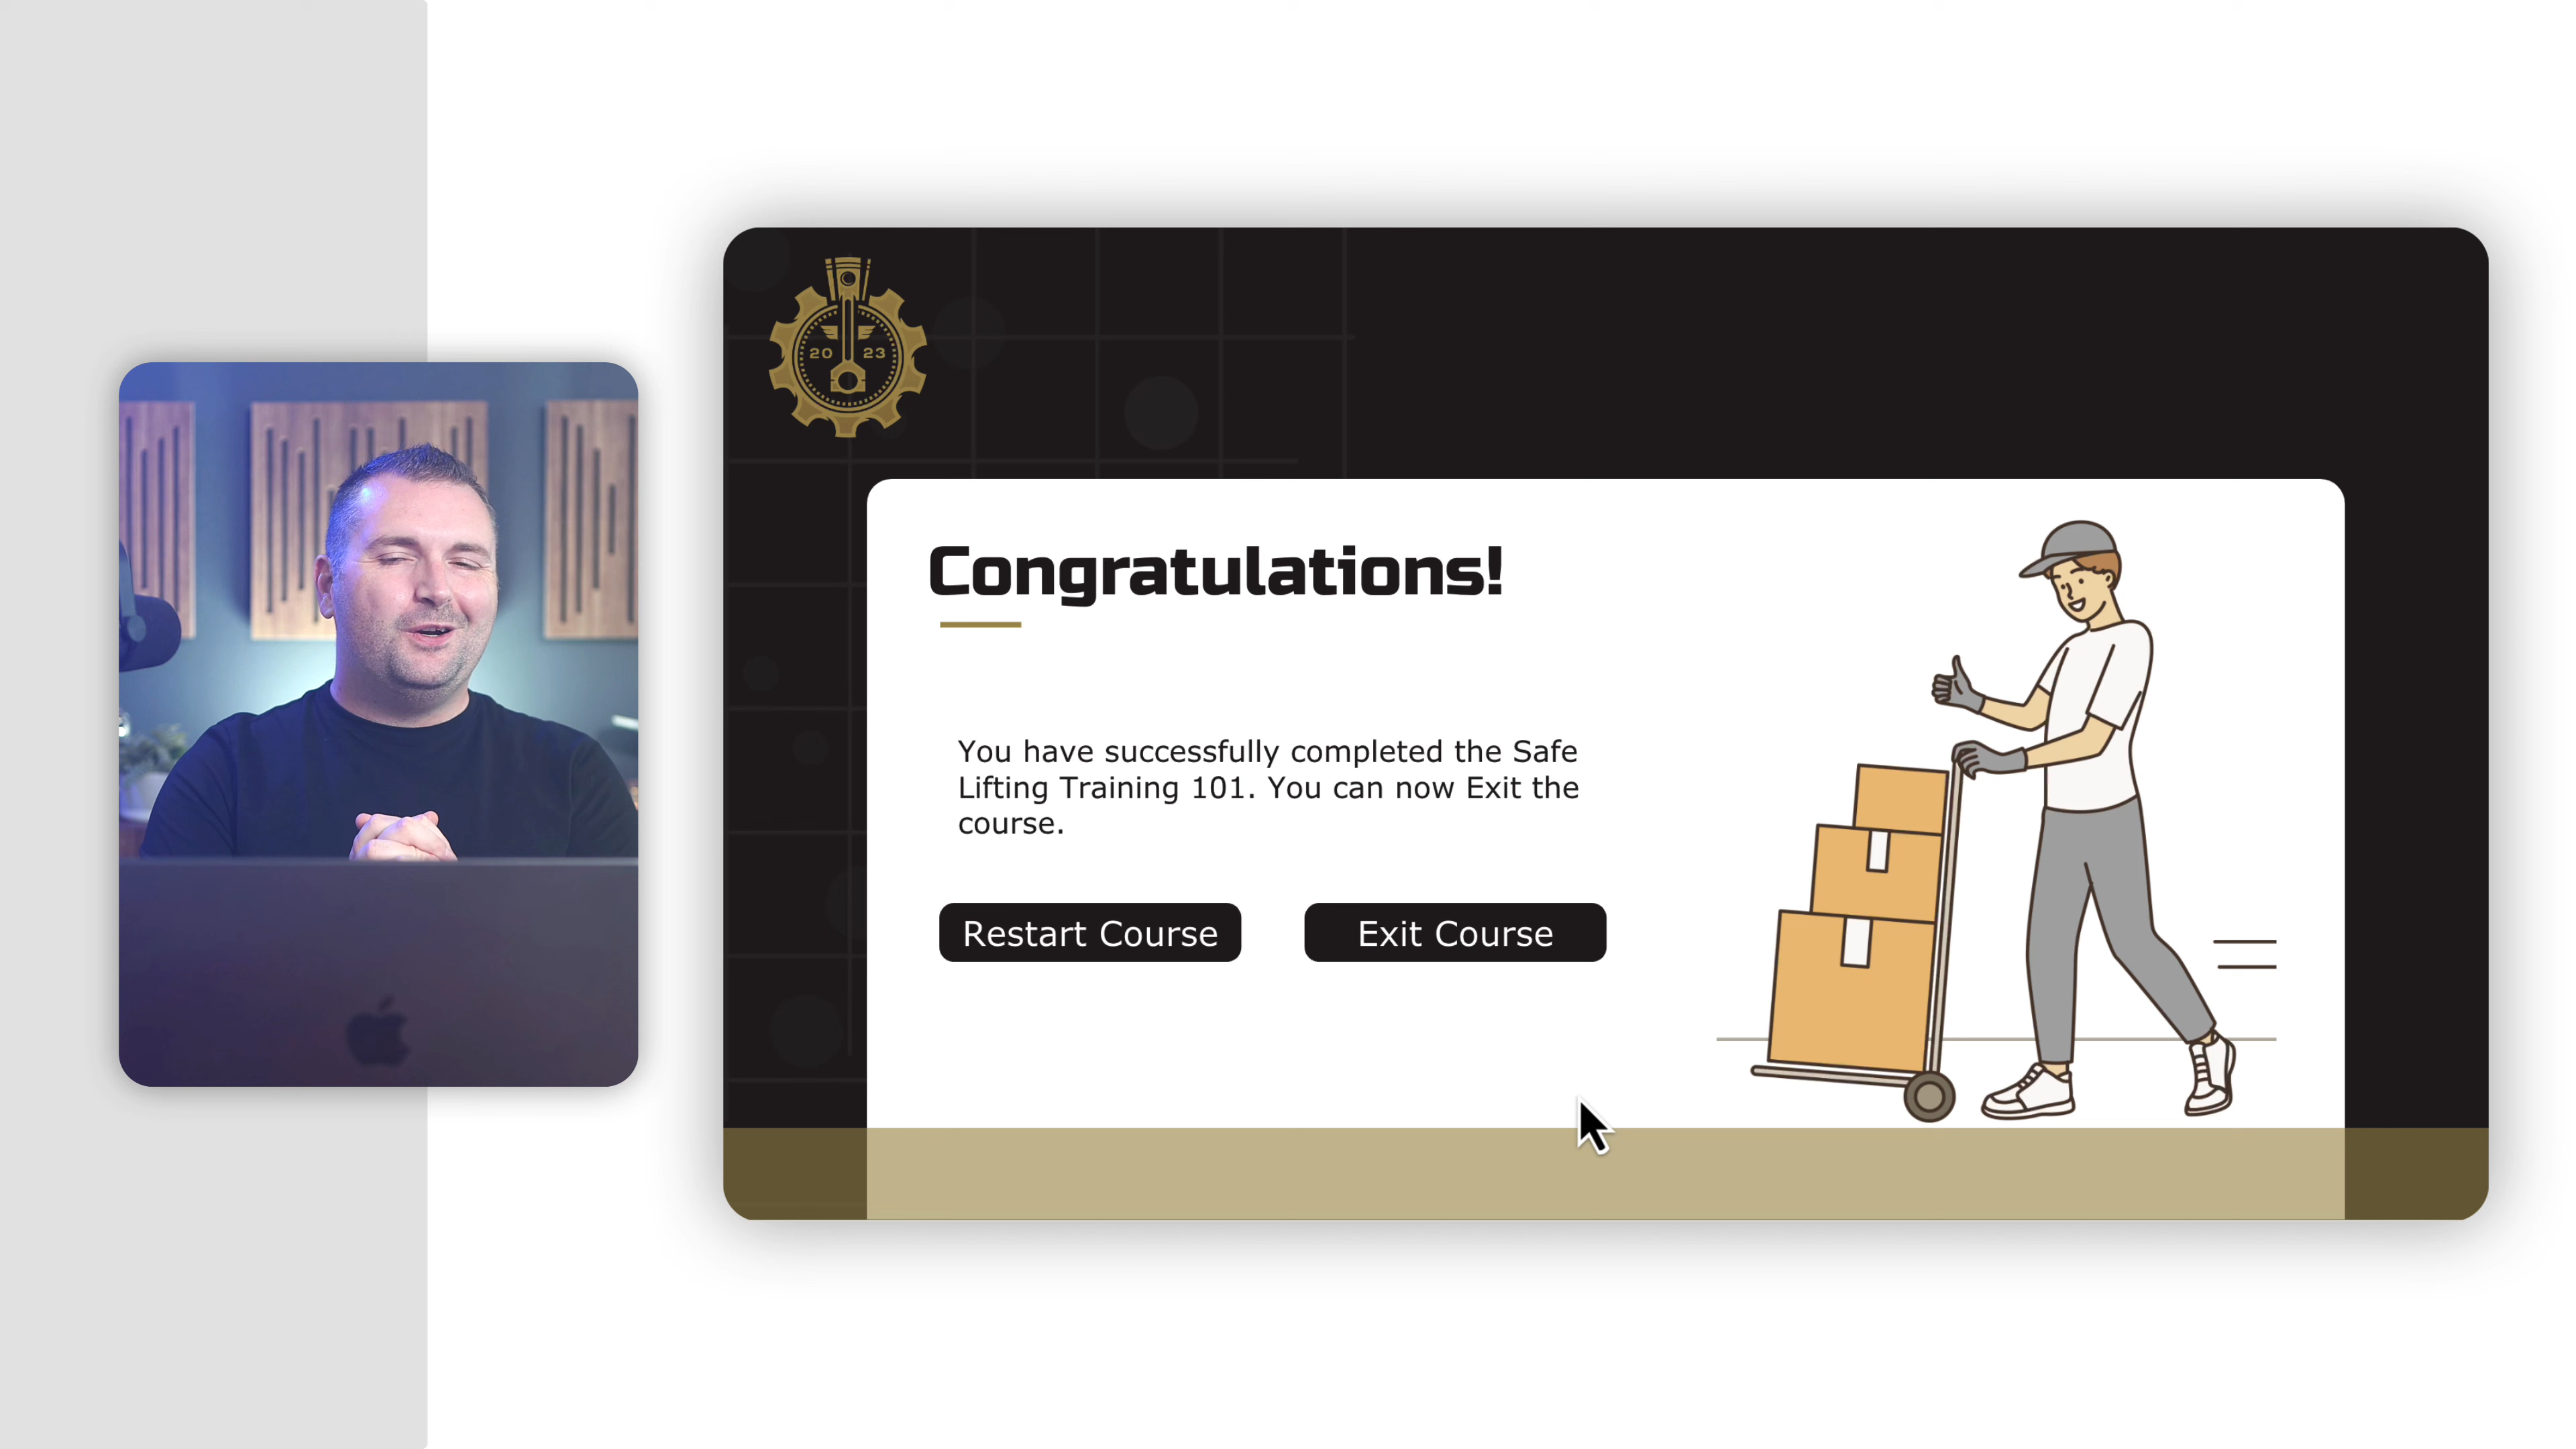 20 23
Congratulations!
You have successfully completed the Safe
Lifting Training 101. You can now Exit the
course.
Restart Course
Exit Course